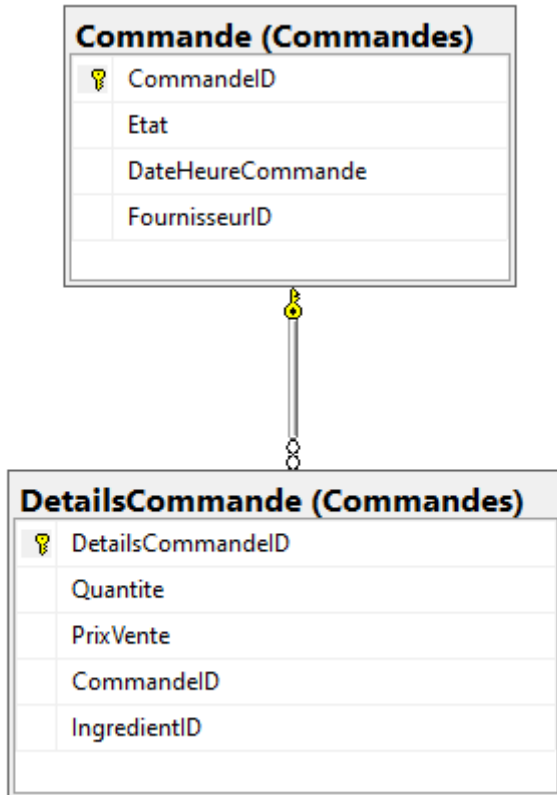 Commande (Commandes)
CommandeID
Etat
DateHeureCommande
FournisseurID
DetailsCommande (Commandes)
DetailsCommandeID
Quantite
PrixVente
CommandeID
IngredientID